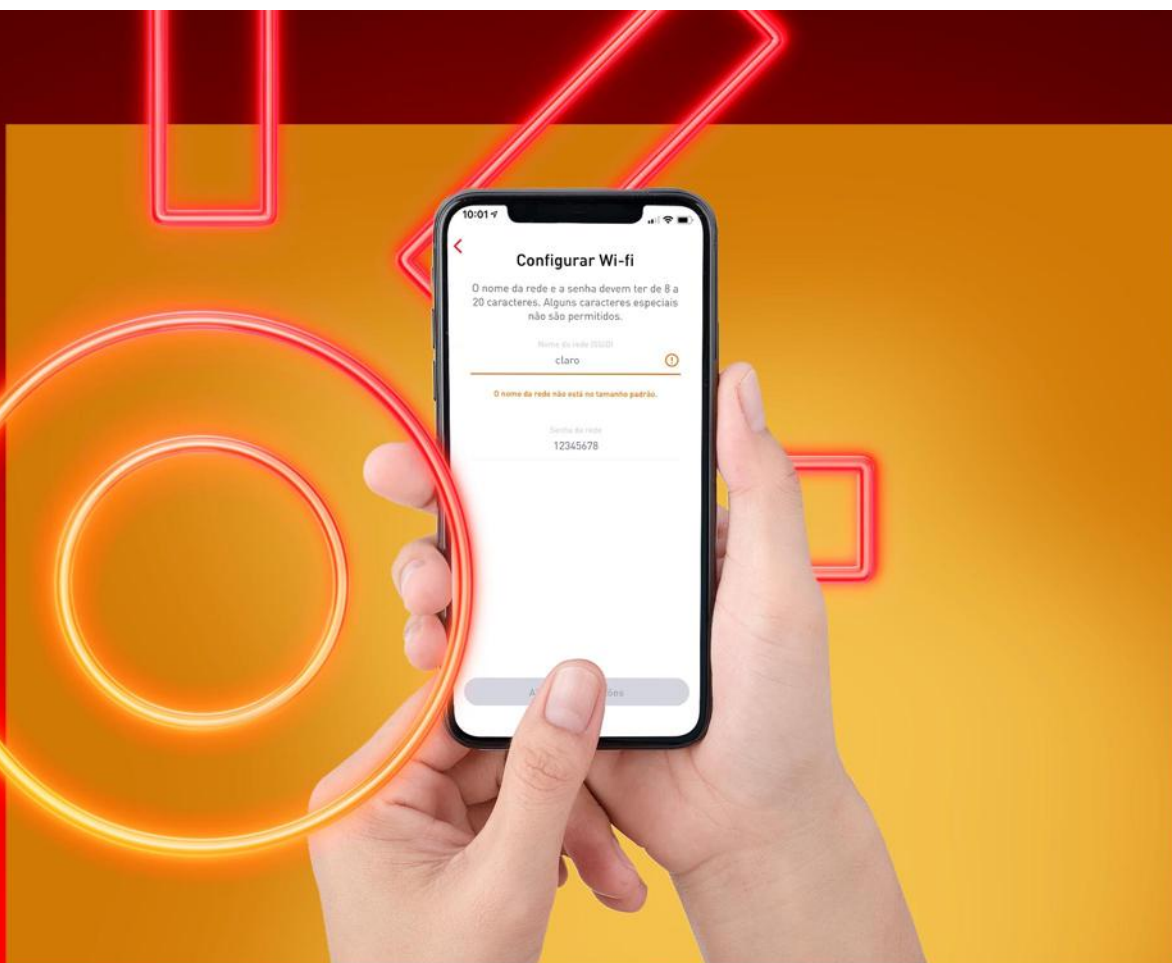 10:01
Configurar Wi-fi
O nome da rede e a senha devem ter de 8 a
20 caracteres. Alguns caracteres especiais
não são permitidos.
Nome da rede (SSID)
claro
O nome da rede não está no tamanho padrão.
Senha da rede
12345678